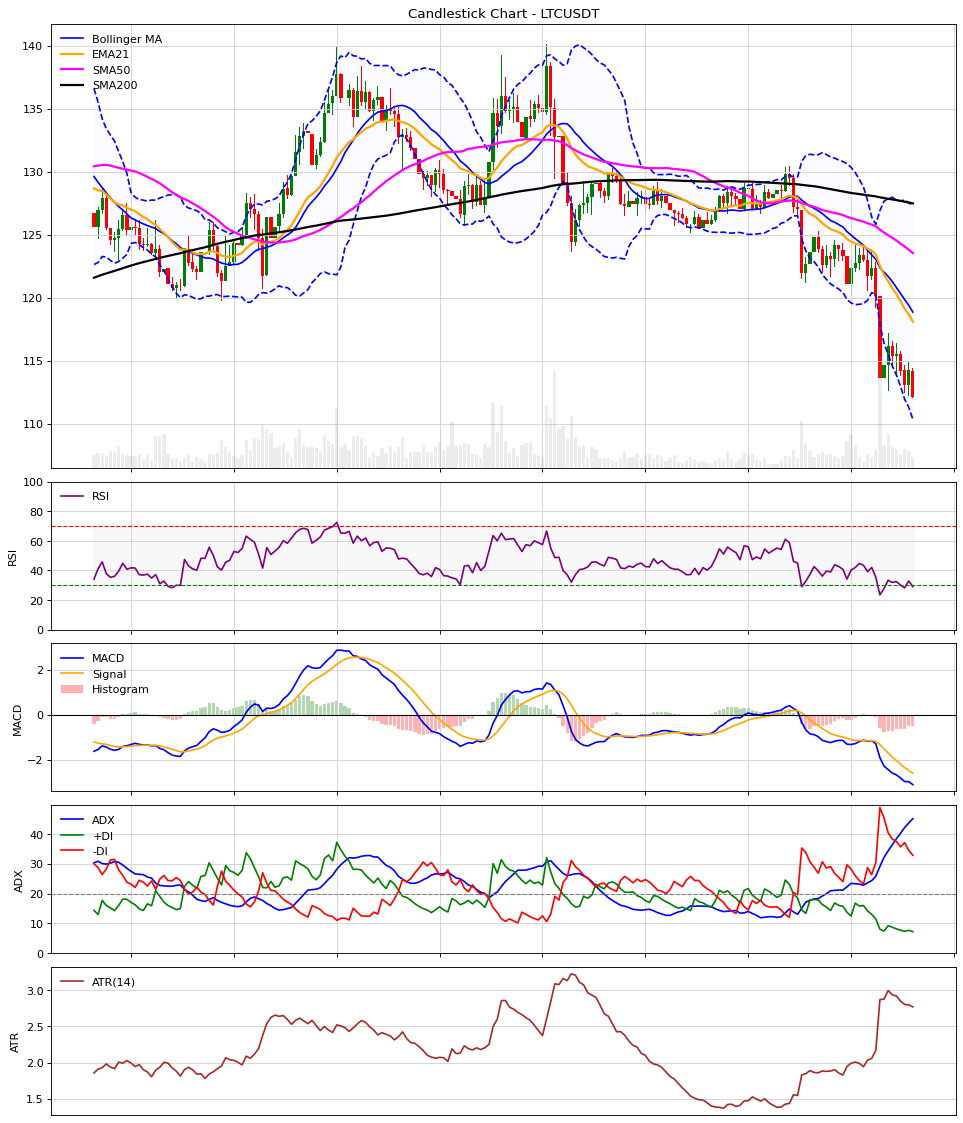 Candlestick Chart - LTCUSDT
Bollinger MA
EMA21
SMA50
SMA200
140
135
130
125
120
115
110
RSI
RSI
100
80
60
40
20
0
MACD
Signal
Histogram
MACD
2
0
−2
ADX
+DI
-DI
ADX
40
30
20
10
0
ATR(14)
ATR
3.0
2.5
2.0
1.5